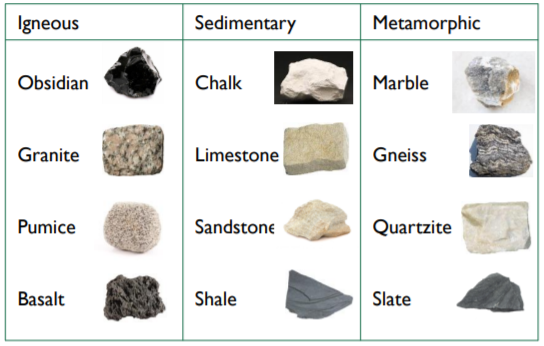 Igneous Sedimentary Metamorphic
Obsidian Chalk Marble
Granite Limestone Gneiss
Pumice Sandstone Quartzite
Basalt Shale Slate